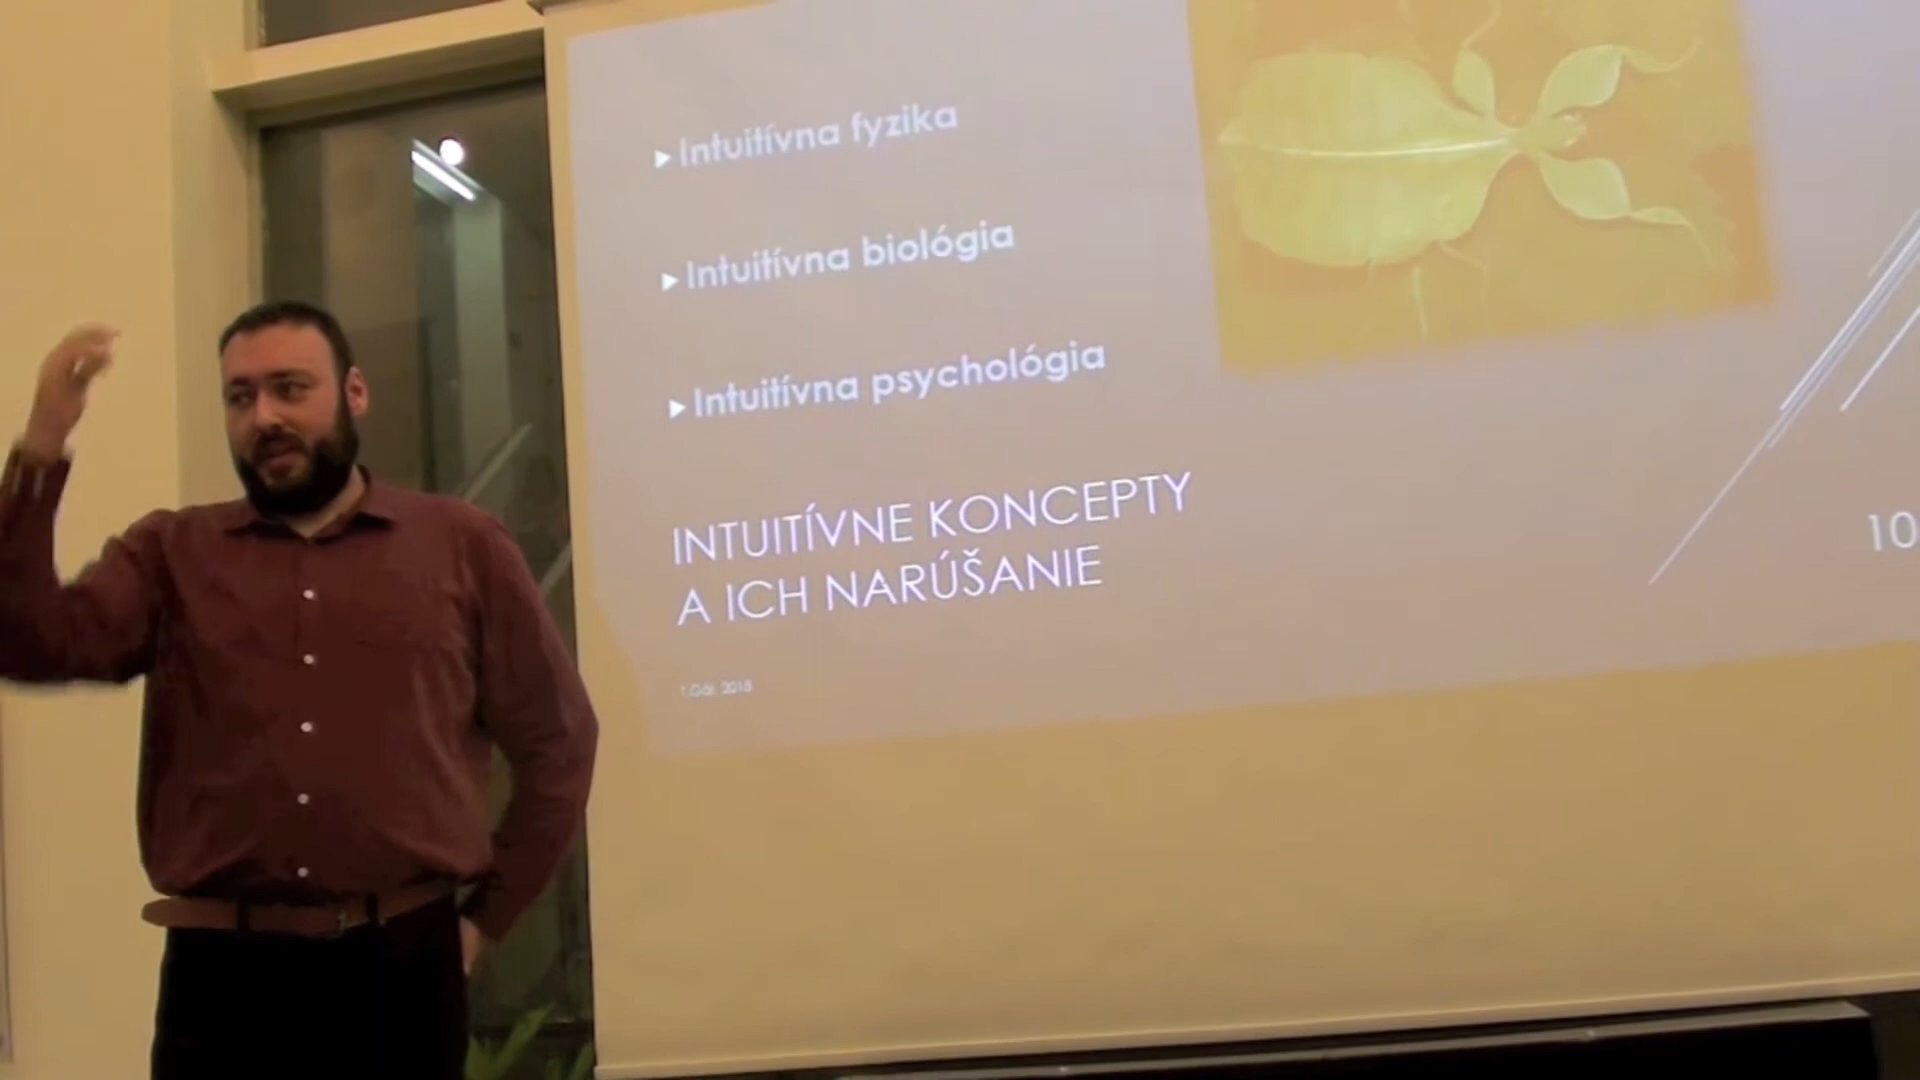 Intuitívna fyzika
Intuitívna biológia
Intuitívna psychológia
INTUITÍVNE KONCEPTY
A ICH NARÚŠANIE
10